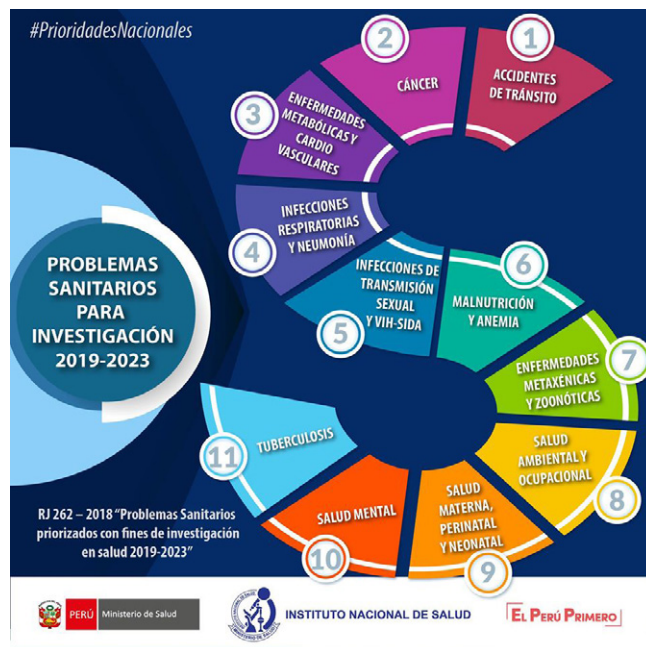 #PrioridadesNacionales
1
ACCIDENTES
DE TRÁNSITO
2
CÁNCER
3
ENFERMEDADES
METABÓLICAS Y
CARDIO
VASCULARES
4
INFECCIONES
RESPIRATORIAS
Y NEUMONÍA
5
INFECCIONES DE
TRANSMISIÓN
SEXUAL
Y VIH-SIDA
6
MALNUTRICIÓN
Y ANEMIA
7
ENFERMEDADES
METAXÉNICAS
Y ZOONÓTICAS
8
SALUD
AMBIENTAL Y
OCUPACIONAL
9
SALUD
MATERNA,
PERINATAL
Y NEONATAL
10
SALUD MENTAL
11
TUBERCULOSIS
PROBLEMAS
SANITARIOS
PARA
INVESTIGACIÓN
2019-2023
RJ 262 – 2018 “Problemas Sanitarios
priorizados con fines de investigación
en salud 2019-2023”
PERÚ Ministerio de Salud
INSTITUTO NACIONAL DE SALUD
EL PERÚ PRIMERO